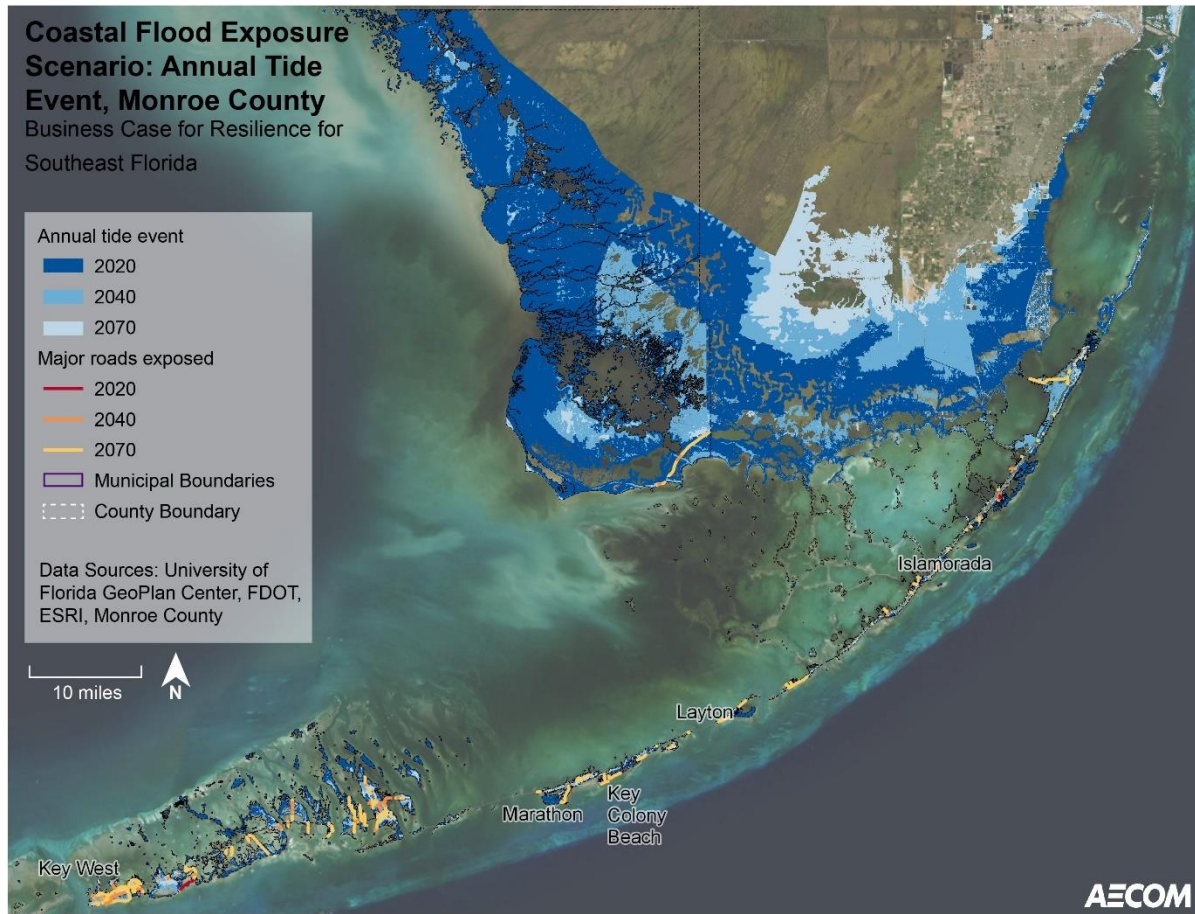 Coastal Flood Exposure
Scenario: Annual Tide
Event, Monroe County
Business Case for Resilience for
Southeast Florida
Annual tide event
2020
2040
2070
Major roads exposed
2020
2040
2070
Municipal Boundaries
County Boundary
Data Sources: University of
Florida GeoPlan Center, FDOT,
ESRI, Monroe County
10 miles
N
Islamorada
Layton
Marathon
Key
Colony
Beach
Key West
AECOM